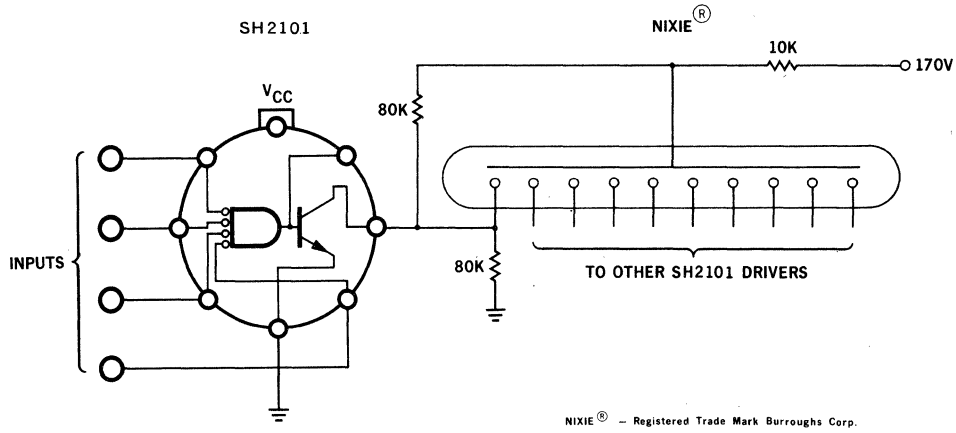 SH2101
NIXIE®
10K
170V
VCC
80K
INPUTS
80K
TO OTHER SH2101 DRIVERS
NIXIE® – Registered Trade Mark Burroughs Corp.